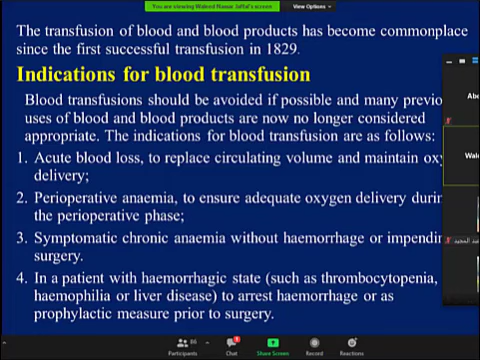 You are viewing Waleed Nassar Jaffal's screen
View Options
The transfusion of blood and blood products has become commonplace
since the first successful transfusion in 1829.
Indications for blood transfusion
Blood transfusions should be avoided if possible and many previo
uses of blood and blood products are now no longer considered
appropriate. The indications for blood transfusion are as follows:
1. Acute blood loss, to replace circulating volume and maintain oxy
delivery;
2. Perioperative anaemia, to ensure adequate oxygen delivery durin
the perioperative phase;
3. Symptomatic chronic anaemia without haemorrhage or impendin
surgery.
4. In a patient with haemorrhagic state (such as thrombocytopenia,
haemophilia or liver disease) to arrest haemorrhage or as
prophylactic measure prior to surgery.
Abe
Wale
عبد المجيد
86
Participants
Chat
Share Screen
Record
Reactions